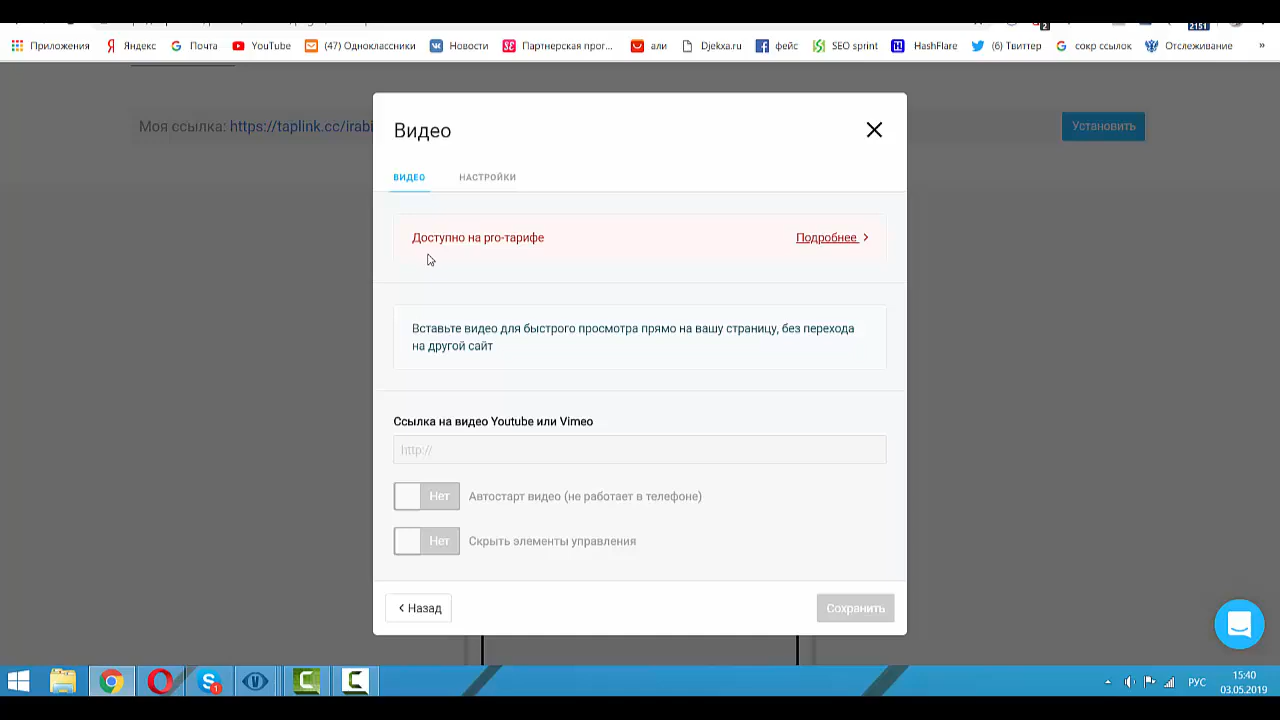 2
2151
Приложения
Яндекс
Почта
YouTube
(47) Одноклассники
Новости
Партнерская прог...
али
Djekxa.ru
фейс
SEO sprint
HashFlare
(6) Твиттер
сокр ссылок
Отслеживание
»
Моя ссылка: https://taplink.cc/irabi
Установить
Видео
ВИДЕО
НАСТРОЙКИ
Доступно на pro-тарифе
Подробнее >
Вставьте видео для быстрого просмотра прямо на вашу страницу, без перехода
на другой сайт
Ссылка на видео Youtube или Vimeo
http://
Нет
Автостарт видео (не работает в телефоне)
Нет
Скрыть элементы управления
< Назад
Сохранить
1
РУС
15:40
03.05.2019